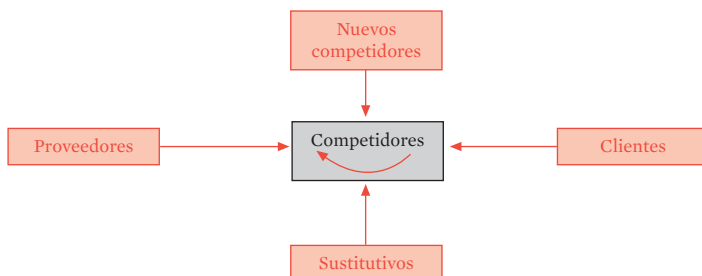 Nuevos
competidores
Proveedores
Competidores
Clientes
Sustitutivos